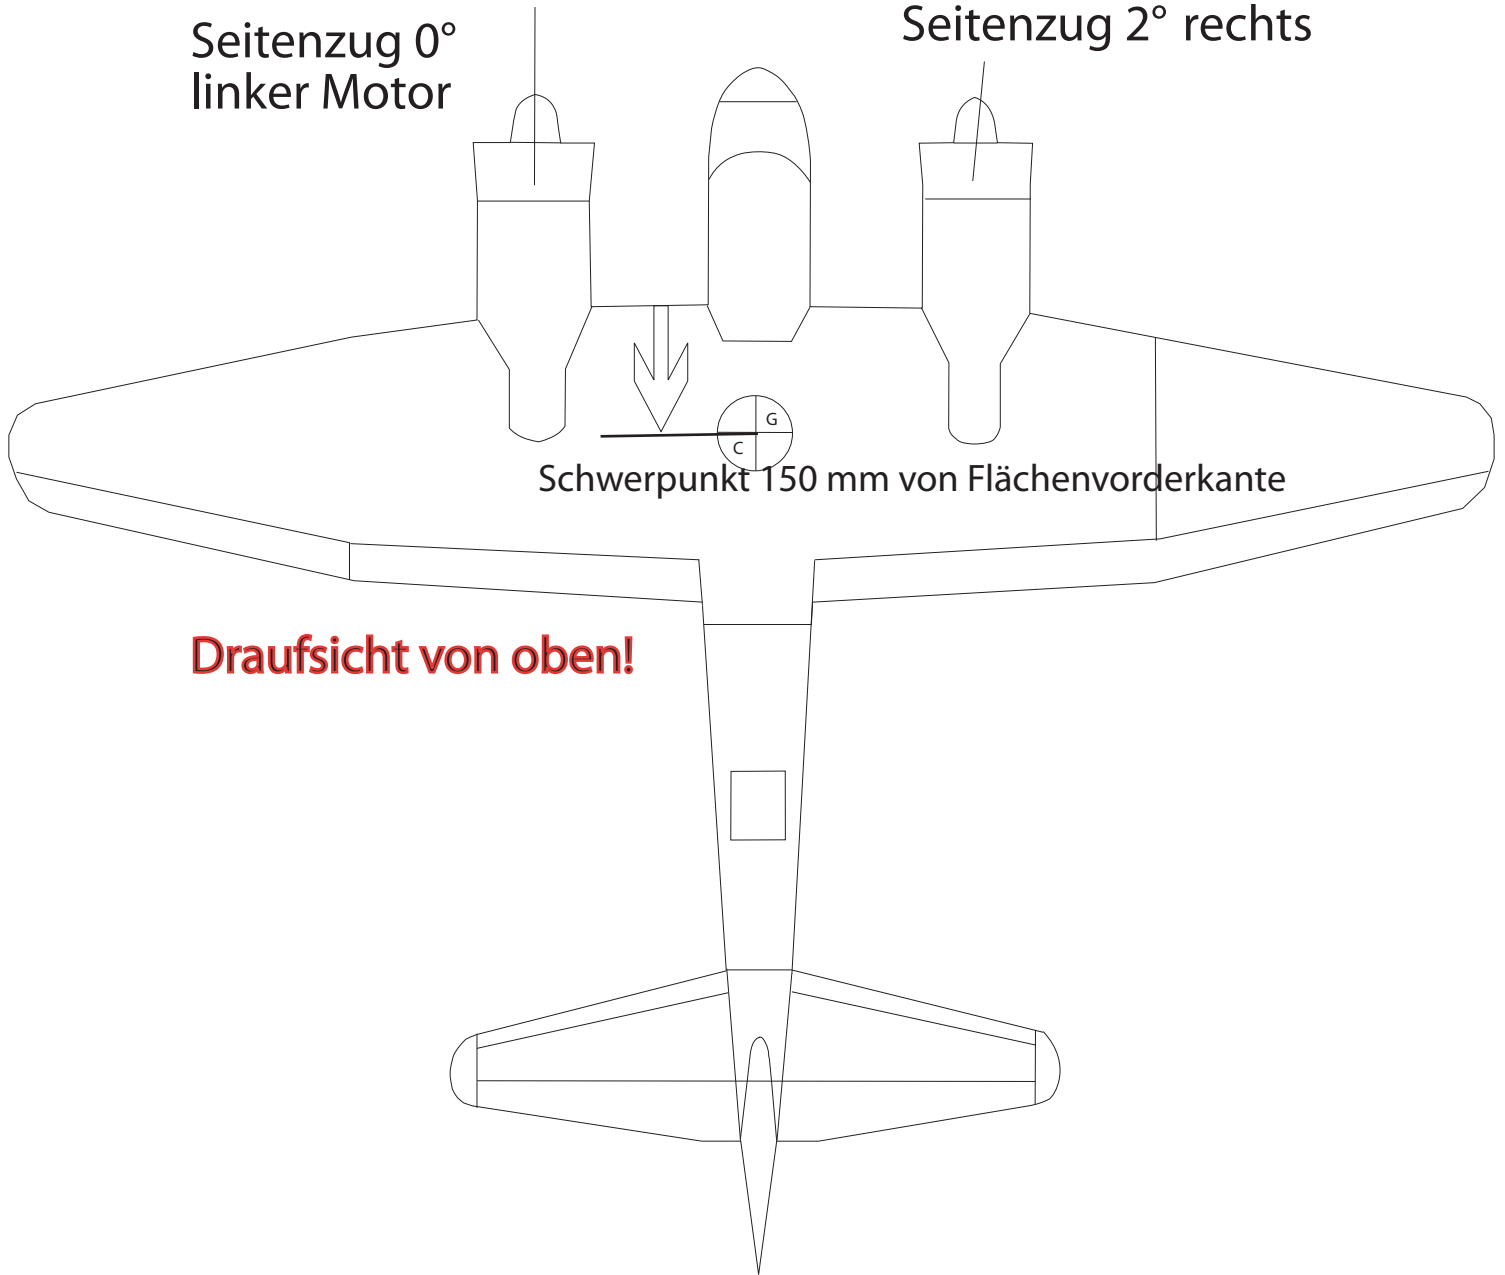 Seitenzug 0°
linker Motor
Seitenzug 2° rechts
G
C
Schwerpunkt 150 mm von Flächenvorderkante
Draufsicht von oben!